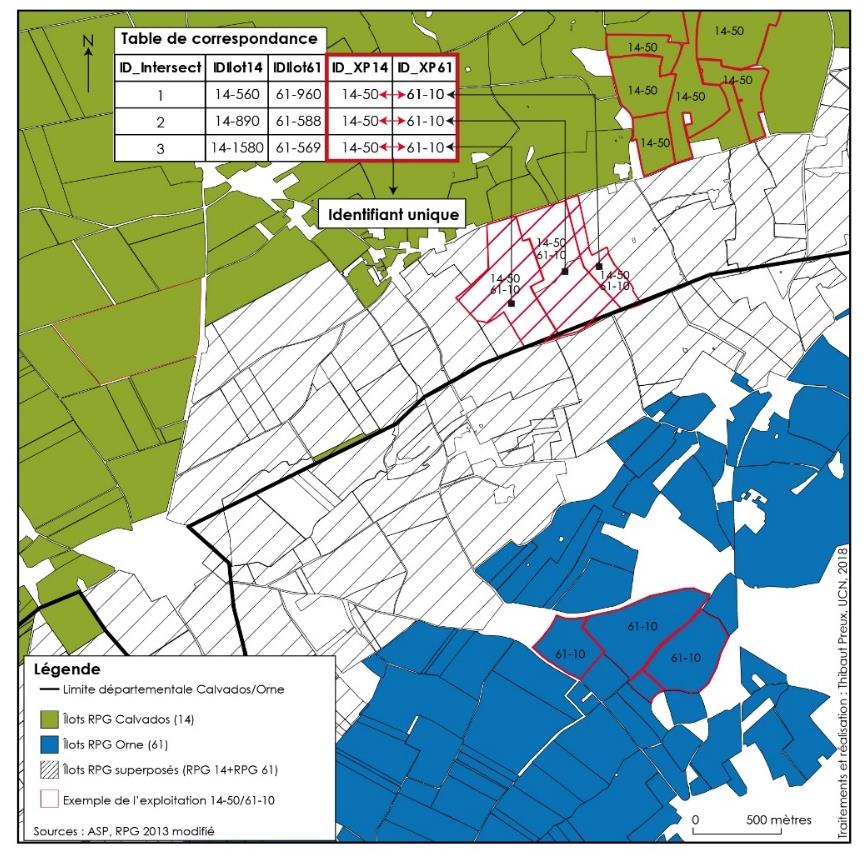 N
Table de correspondance
ID_Intersect IDIlot14 IDIlot61 ID_XP14 ID_XP61
1 14-560 61-960 14-50 61-10
2 14-890 61-588 14-50 61-10
3 14-1580 61-569 14-50 61-10
Identifiant unique
14-50
14-50
14-50
14-50
14-50
14-50
14-50
61-10
14-50
61-10
14-50
61-10
61-10
61-10
61-10
Légende
Limite départementale Calvados/Orne
Îlots RPG Calvados (14)
Îlots RPG Orne (61)
Îlots RPG superposés (RPG 14+RPG 61)
Exemple de l'exploitation 14-50/61-10
Sources : ASP, RPG 2013 modifié
0 500 mètres
Traitements et réalisation : Thibaut Preux, UCN, 2018